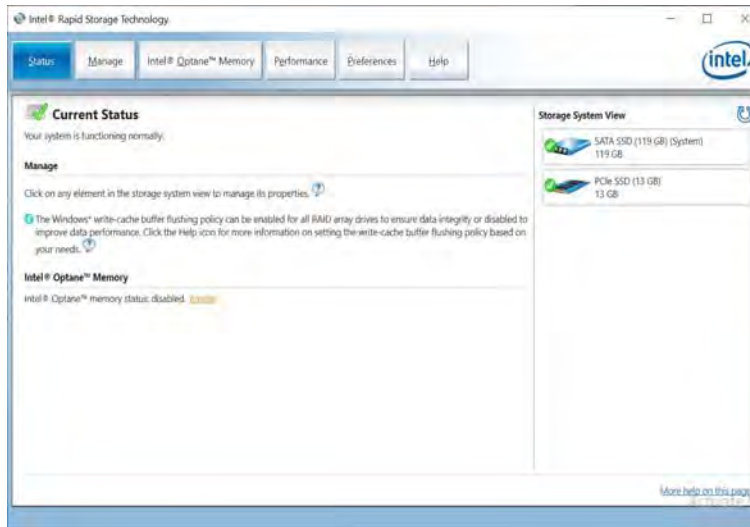 Intel® Rapid Storage Technology
Status
Manage
Intel® Optane™ Memory
Performance
Preferences
Help
intel
Current Status
Your system is functioning normally.
Manage
Click on any element in the storage system view to manage its properties.
The Windows* write-cache buffer flushing policy can be enabled for all RAID array drives to ensure data integrity or disabled to
improve data performance. Click the Help icon for more information on setting the write-cache buffer flushing policy based on
your needs.
Intel® Optane™ Memory
Intel® Optane™ memory status: disabled. Enable
Storage System View
SATA SSD (119 GB) (System)
119 GB
PCIe SSD (13 GB)
13 GB
More help on this page
Activate